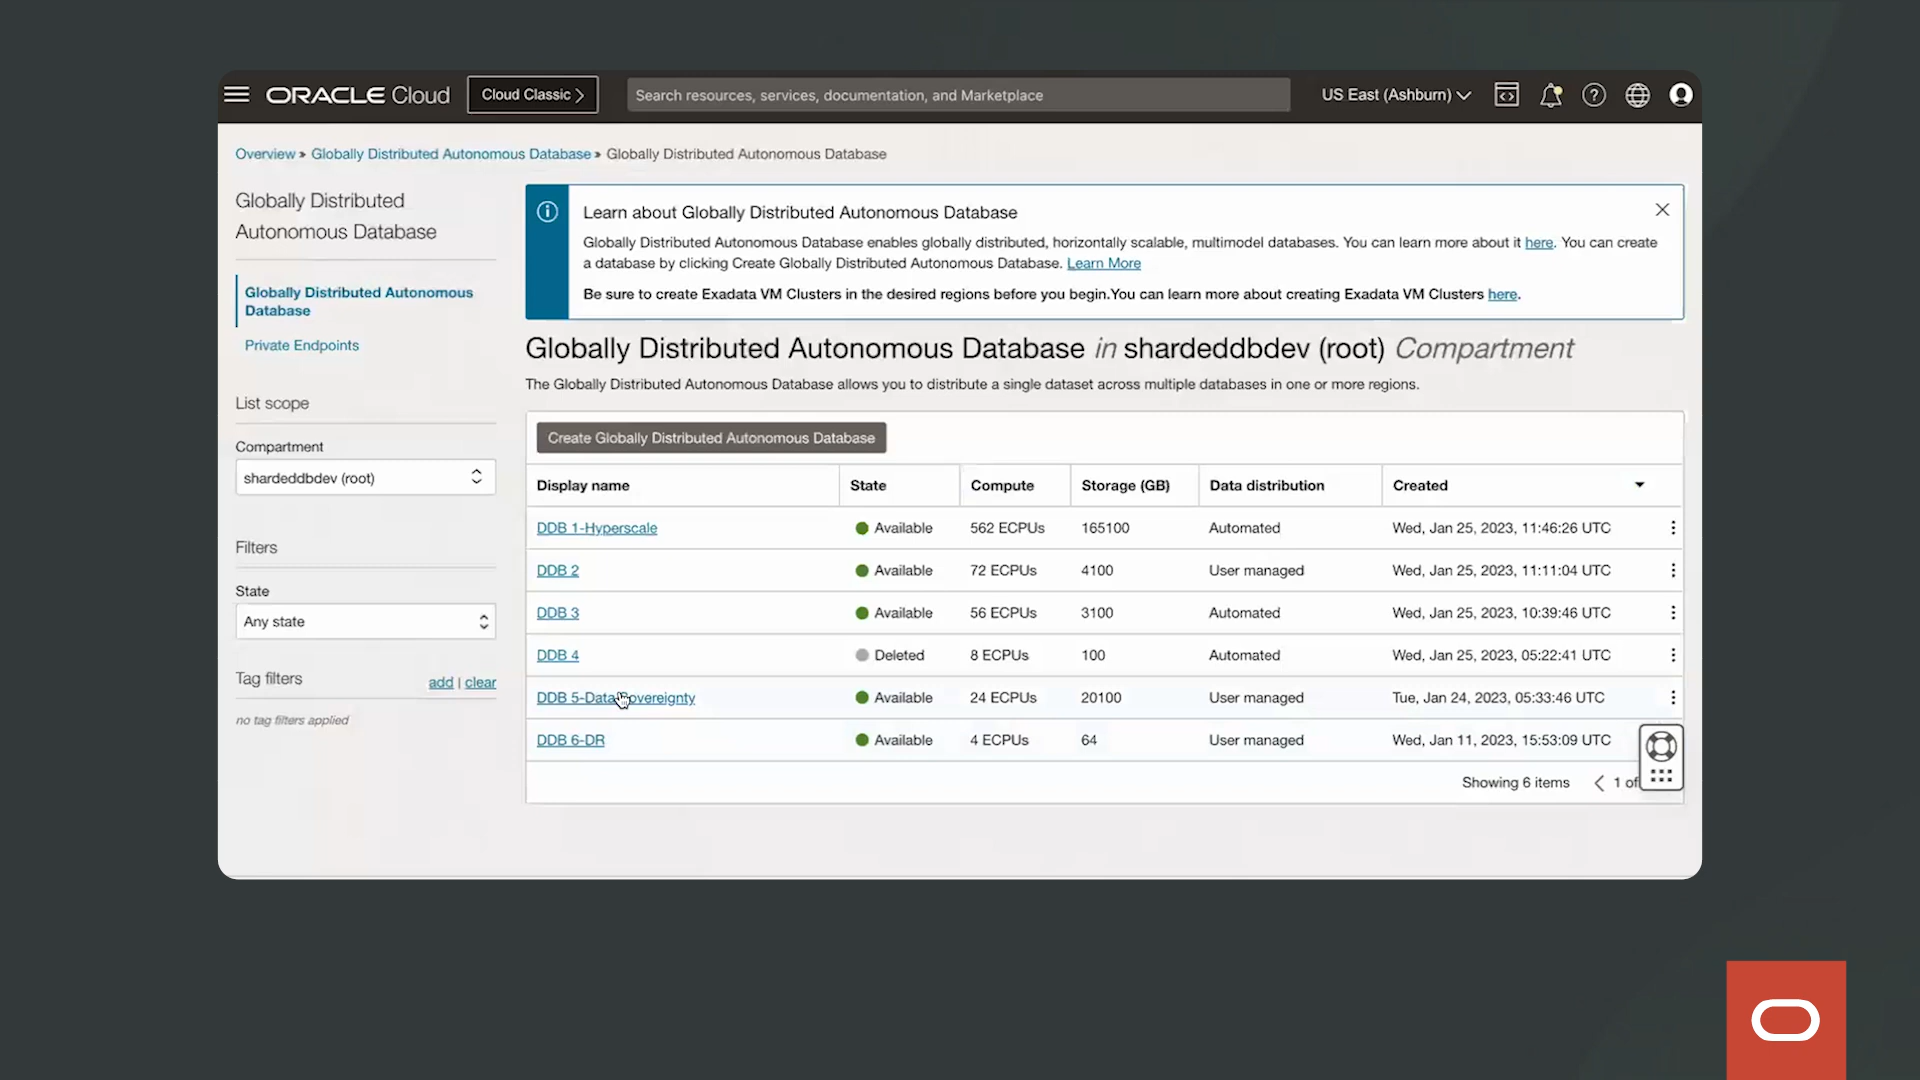 ORACLE Cloud
Cloud Classic
Search resources, services, documentation, and Marketplace
US East (Ashburn)
Overview » Globally Distributed Autonomous Database » Globally Distributed Autonomous Database
Globally Distributed
Autonomous Database
Globally Distributed Autonomous
Database
Private Endpoints
List scope
Compartment
shardeddbdev (root)
Filters
State
Any state
Tag filters
add | clear
no tag filters applied
Learn about Globally Distributed Autonomous Database
Globally Distributed Autonomous Database enables globally distributed, horizontally scalable, multimodel databases. You can learn more about it here. You can create
a database by clicking Create Globally Distributed Autonomous Database. Learn More
Be sure to create Exadata VM Clusters in the desired regions before you begin.You can learn more about creating Exadata VM Clusters here.
Globally Distributed Autonomous Database in shardeddbdev (root) Compartment
The Globally Distributed Autonomous Database allows you to distribute a single dataset across multiple databases in one or more regions.
Create Globally Distributed Autonomous Database
Display name State Compute Storage (GB) Data distribution Created
DDB 1-Hyperscale Available 562 ECPUs 165100 Automated Wed, Jan 25, 2023, 11:46:26 UTC
DDB 2 Available 72 ECPUs 4100 User managed Wed, Jan 25, 2023, 11:11:04 UTC
DDB 3 Available 56 ECPUs 3100 Automated Wed, Jan 25, 2023, 10:39:46 UTC
DDB 4 Deleted 8 ECPUs 100 Automated Wed, Jan 25, 2023, 05:22:41 UTC
DDB 5-Data Sovereignty Available 24 ECPUs 20100 User managed Tue, Jan 24, 2023, 05:33:46 UTC
DDB 6-DR Available 4 ECPUs 64 User managed Wed, Jan 11, 2023, 15:53:09 UTC
Showing 6 items 1 of